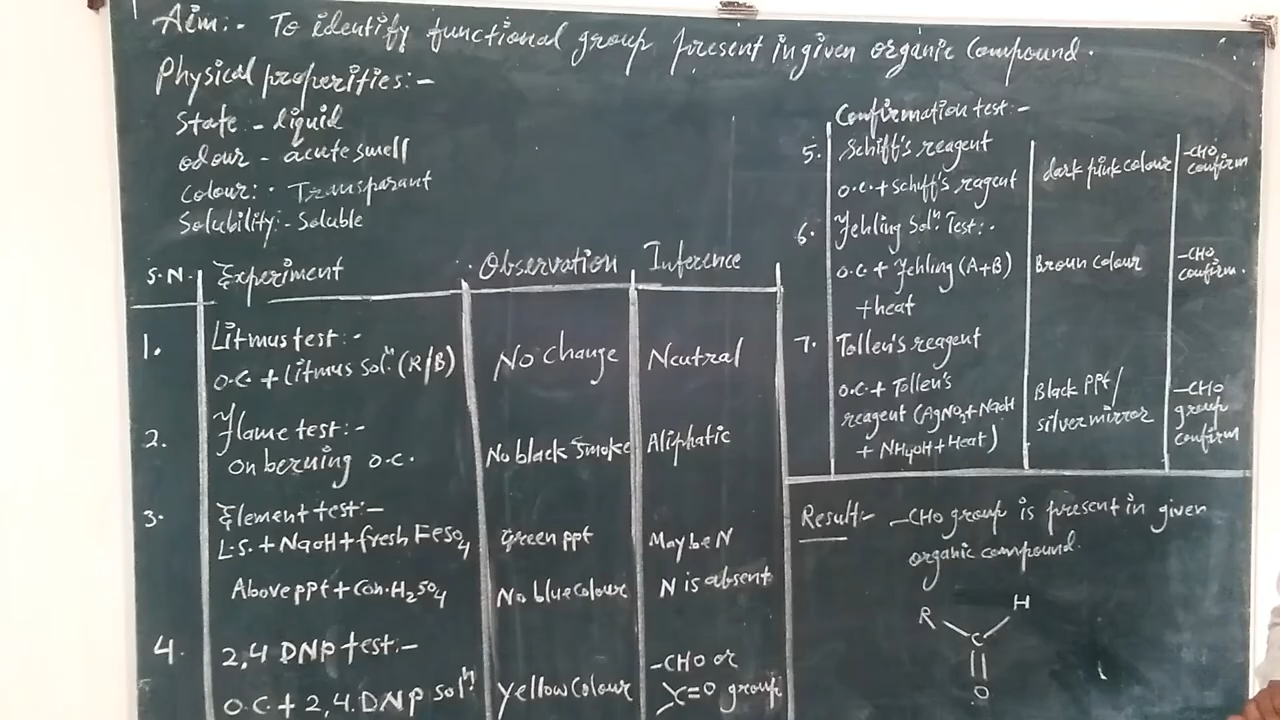 Aim:- To identify functional group present in given organic Compound.
Physical properities:-
State:- liquid
odour - acute smell
Colour:- Transparant
Solubility:- Soluble
S.N. Experiment Observation Inference
1. Litmus test:-
o.c. + Litmus Solⁿ (R/B) No Change Neutral
2. Flame test:-
on berning o.c. No black Smoke Aliphatic
3. Element test:-
L.S. + NaOH + fresh FeSO₄ green ppt May be N
Above ppt + Con. H₂SO₄ No blue colour N is absent
4. 2,4 DNP test:-
O.C + 2,4. DNP solⁿ Yellow Colour -CHO or
>C=O group
Confirmation test:-
5. Schiff's reagent
o.c. + Schiff's ragent dark pink colour -CHO confirm
6. Fehling Solⁿ Test:-
o.c + Fehling (A+B) Broun colour -CHO confirm.
+ heat
7. Tollen's reagent
o.c + Tollen's Black PPt/ -CHO
reagent (AgNO₃ + NaOH silver mirror group
+ NH₄OH + Heat) confirm
Result:- -CHO group is present in given
organic compound.
R H
C
O